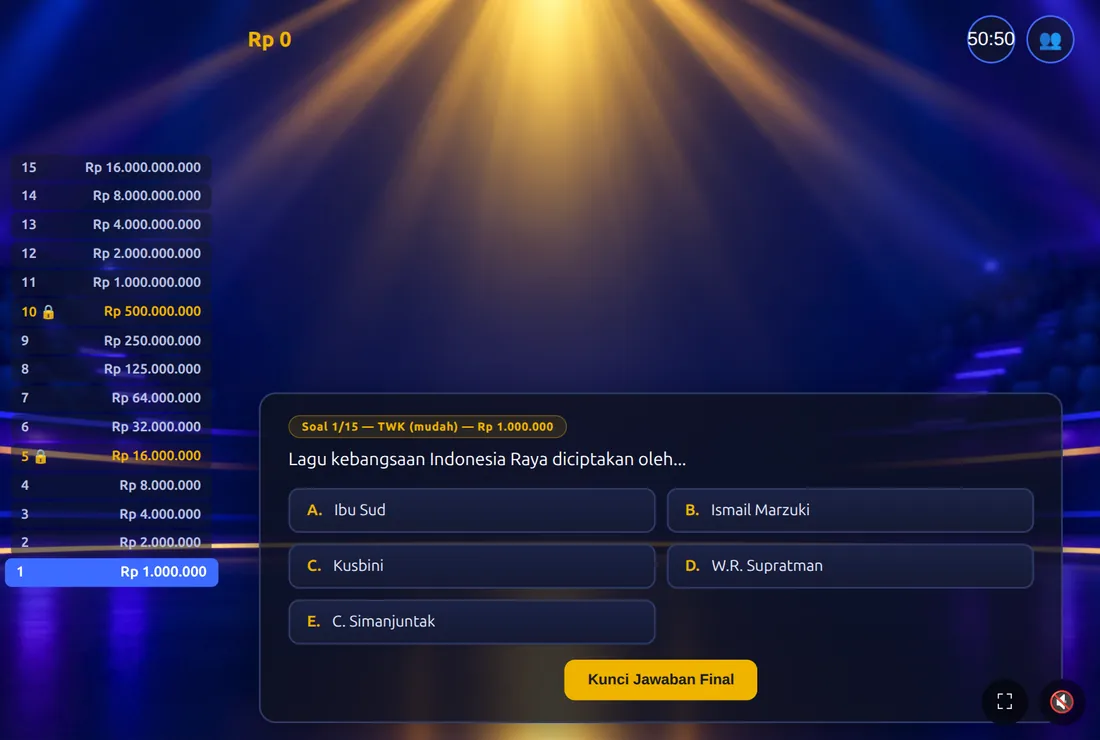 Rp 0
50:50
15 Rp 16.000.000.000
14 Rp 8.000.000.000
13 Rp 4.000.000.000
12 Rp 2.000.000.000
11 Rp 1.000.000.000
10 🔒 Rp 500.000.000
9 Rp 250.000.000
8 Rp 125.000.000
7 Rp 64.000.000
6 Rp 32.000.000
5 🔒 Rp 16.000.000
4 Rp 8.000.000
3 Rp 4.000.000
2 Rp 2.000.000
1 Rp 1.000.000
Soal 1/15 — TWK (mudah) — Rp 1.000.000
Lagu kebangsaan Indonesia Raya diciptakan oleh...
A. Ibu Sud
B. Ismail Marzuki
C. Kusbini
D. W.R. Supratman
E. C. Simanjuntak
Kunci Jawaban Final